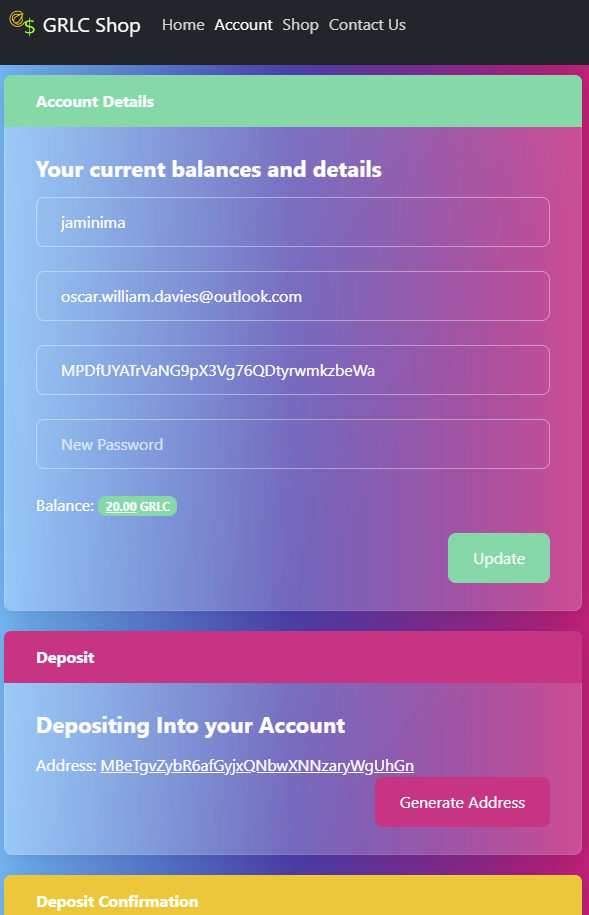 GRLC Shop Home Account Shop Contact Us
Account Details
Your current balances and details
jaminima
oscar.william.davies@outlook.com
MPDfUYATrVaNG9pX3Vg76QDtyrwmkzbeWa
New Password
Balance: 20.00 GRLC
Update
Deposit
Depositing Into your Account
Address: MBeTgvZybR6afGyjxQNbwXNNzaryWgUhGn
Generate Address
Deposit Confirmation